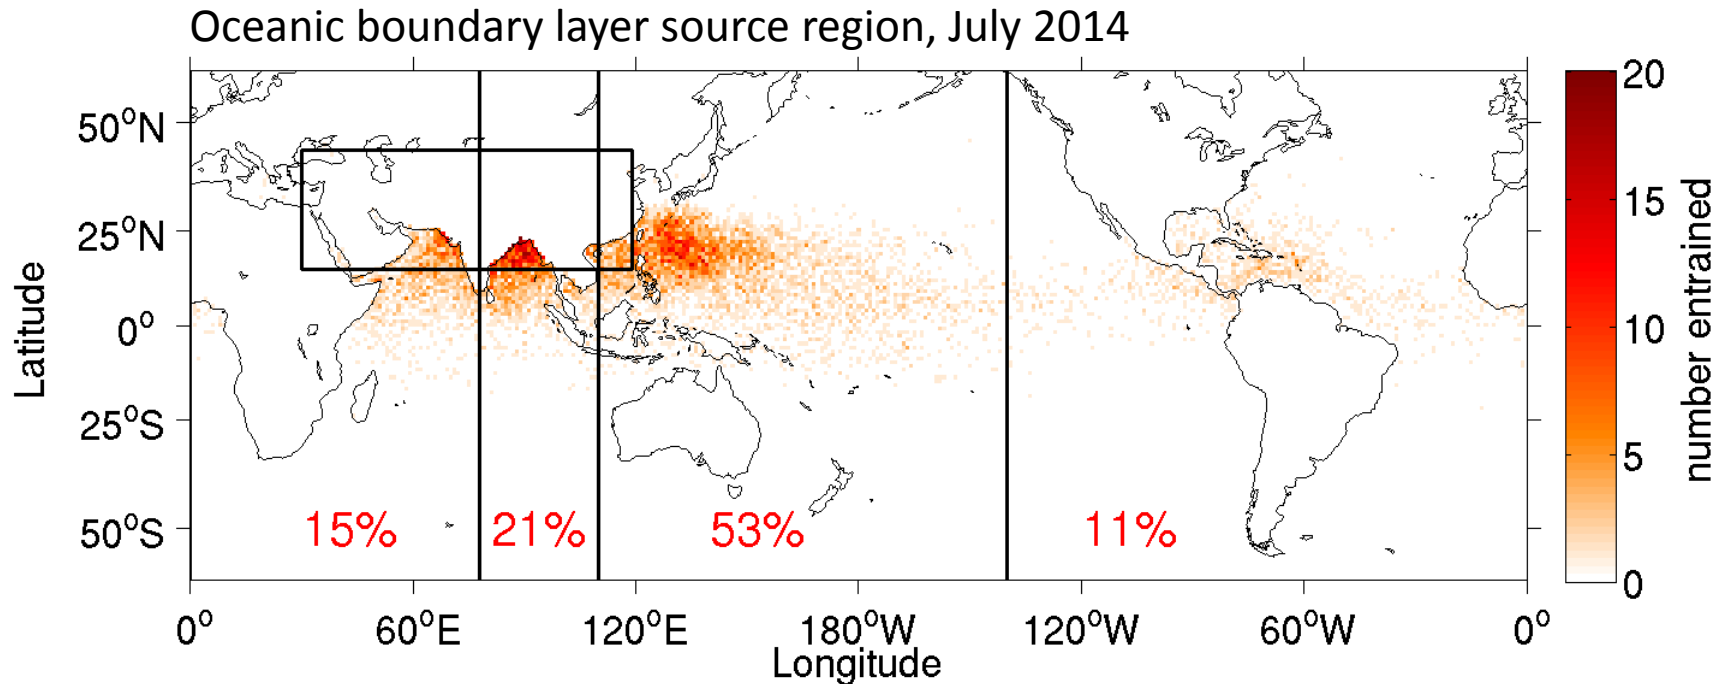 Oceanic boundary layer source region, July 2014
50°N
25°N
0°
25°S
50°S
Latitude
15%
21%
53%
11%
0°
60°E
120°E
180°W
120°W
60°W
0°
Longitude
20
15
10
5
0
number entrained